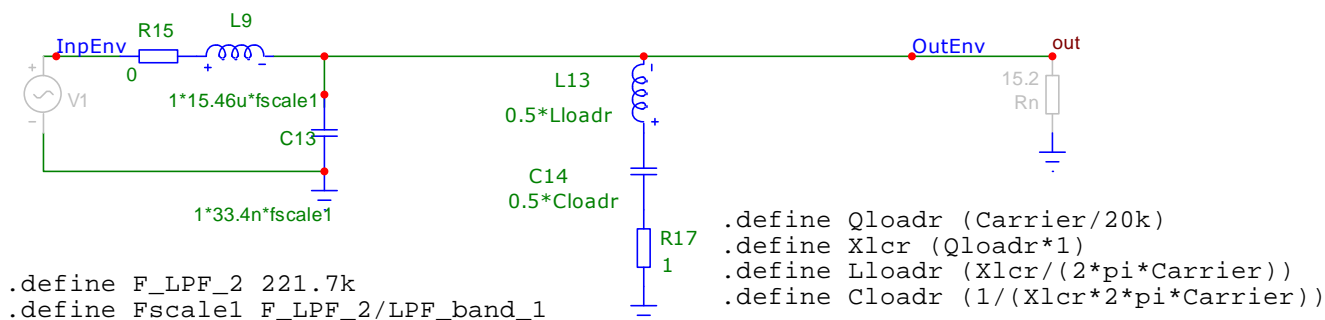 L9
R15
InpEnv
OutEnv
out
+
-
0
+
V1
-
L13
0.5*Lloadr
-
+
15.2
Rn
1*15.46u*fscale1
C13
C14
0.5*Cloadr
1*33.4n*fscale1
R17
1
.define Qloadr (Carrier/20k)
.define Xlcr (Qloadr*1)
.define Lloadr (Xlcr/(2*pi*Carrier))
.define Cloadr (1/(Xlcr*2*pi*Carrier))
.define F_LPF_2 221.7k
.define Fscale1 F_LPF_2/LPF_band_1